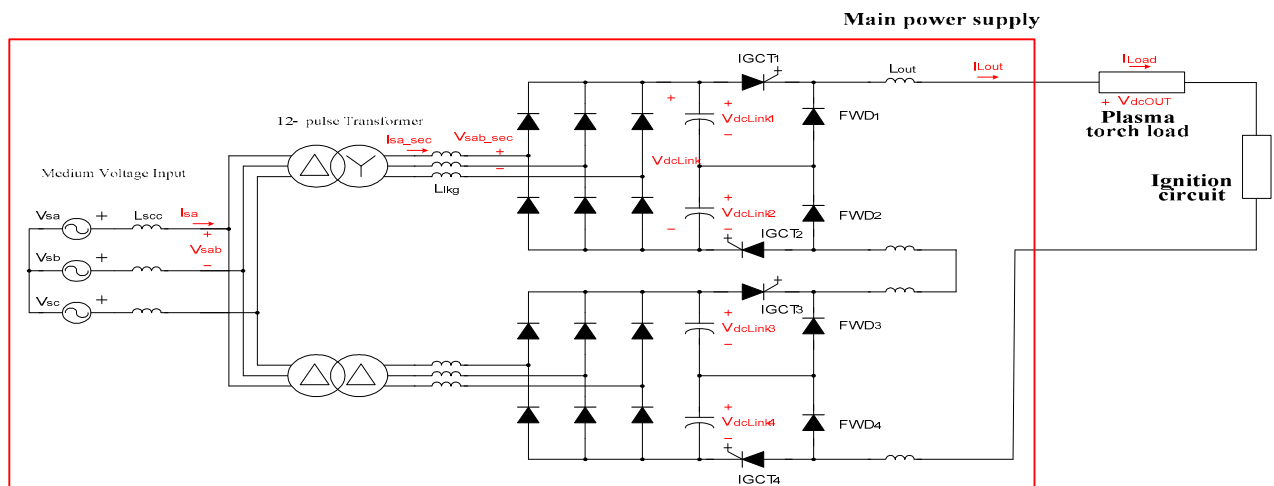 Main power supply
IGCT1
Lout
ILout
ILoad
+ VdcOUT
Plasma
torch load
Ignition
circuit
12- pulse Transformer
Isa_sec
Vsab_sec
+
−
Llkg
+
−
VdcLink
+
VdcLink1
−
FWD1
+
VdcLink2
−
FWD2
IGCT2
+
Medium Voltage Input
Vsa
+
Lscc
Isa
+
Vsab
−
Vsb
+
Vsc
+
+
IGCT3
+
VdcLink3
−
FWD3
+
VdcLink4
−
FWD4
+
IGCT4